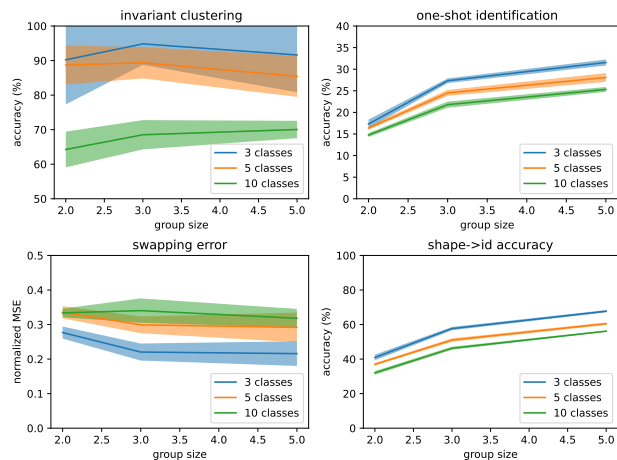 invariant clustering
accuracy (%)
100
90
80
70
60
50
2.0 2.5 3.0 3.5 4.0 4.5 5.0
group size
3 classes
5 classes
10 classes
one-shot identification
accuracy (%)
40
35
30
25
20
15
10
5
0
2.0 2.5 3.0 3.5 4.0 4.5 5.0
group size
3 classes
5 classes
10 classes
swapping error
normalized MSE
0.5
0.4
0.3
0.2
0.1
0.0
2.0 2.5 3.0 3.5 4.0 4.5 5.0
group size
3 classes
5 classes
10 classes
shape->id accuracy
accuracy (%)
100
80
60
40
20
0
2.0 2.5 3.0 3.5 4.0 4.5 5.0
group size
3 classes
5 classes
10 classes